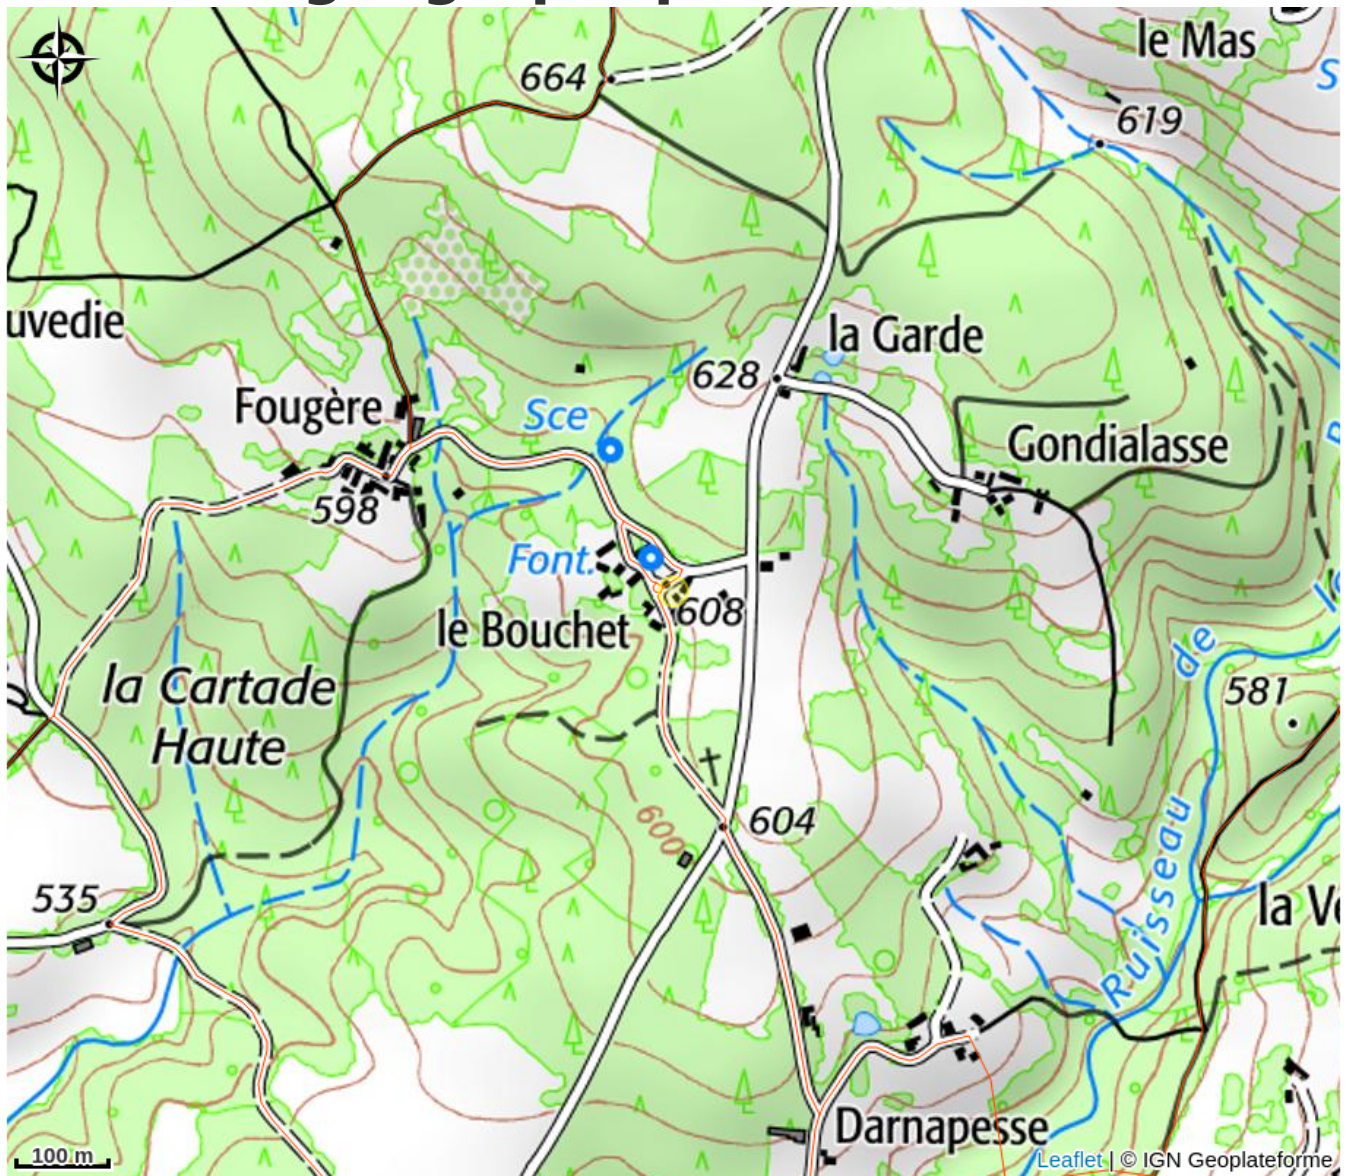 le Mas
664
S
619
uvedie
la Garde
628
Fougère
Sce
Gondialasse
598
Font.
608
le Bouchet
de
la Cartade
Haute
581
600
604
Ruisseau
535
la Ve
Darnapesse
100 m
Leaflet | © IGN Geoplateforme